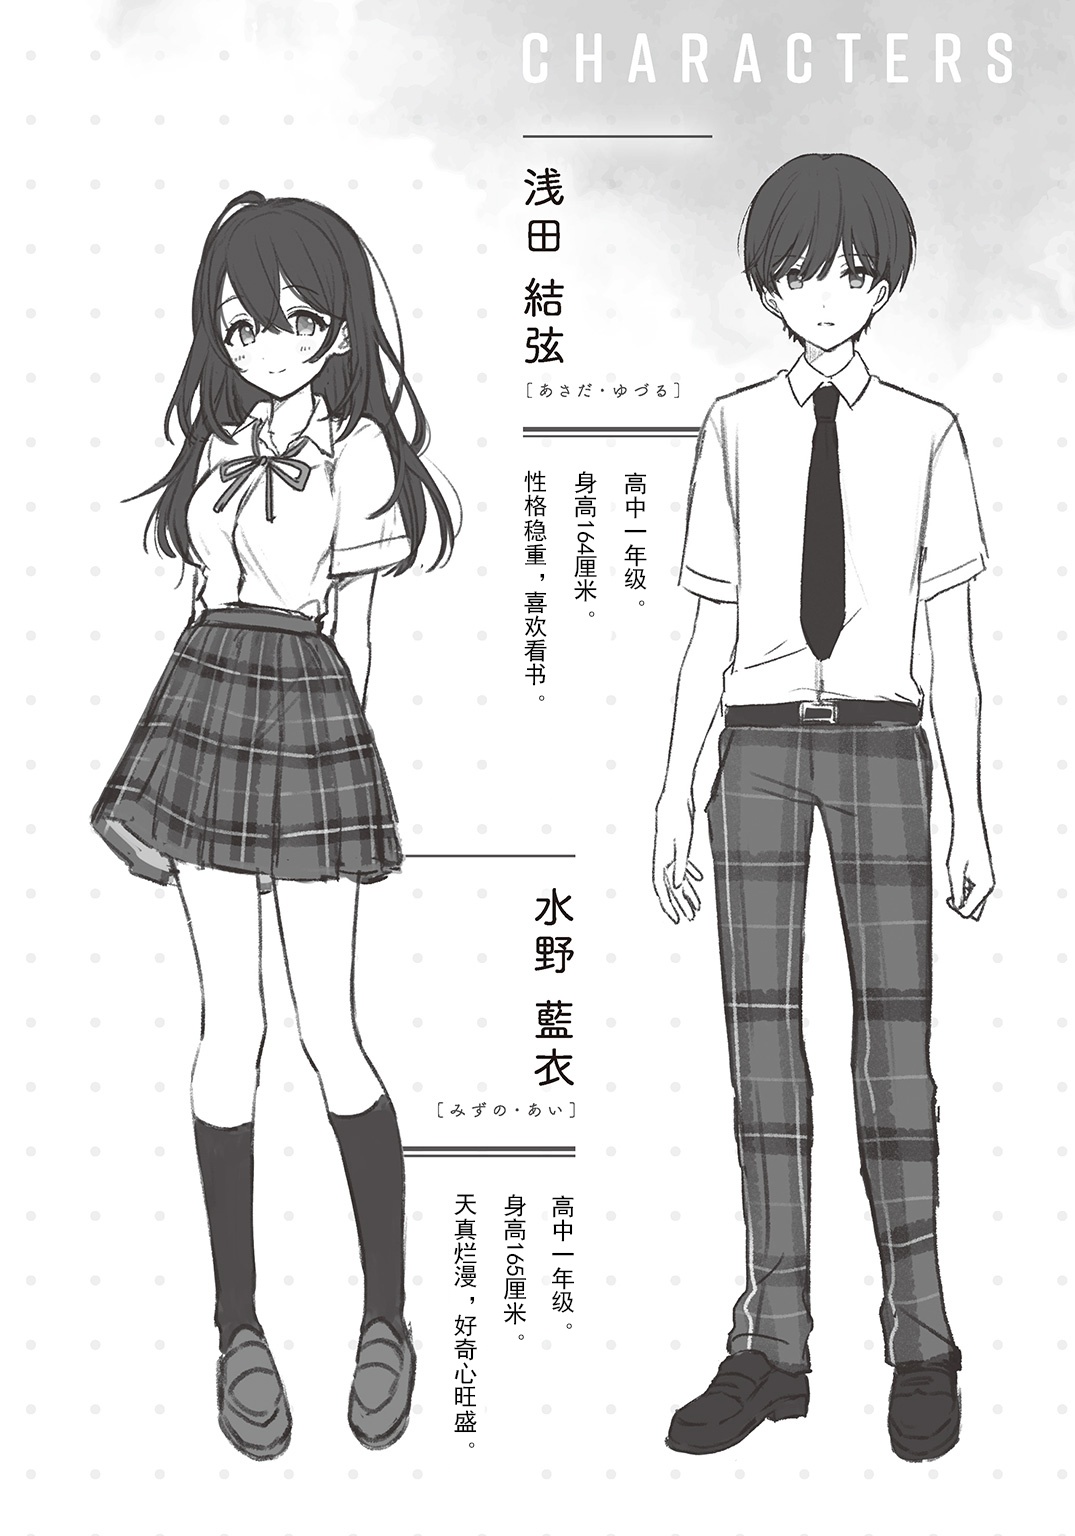 CHARACTERS
浅田 結弦
[あさだ・ゆづる]
高中一年级。
身高164厘米。
性格稳重，喜欢看书。
水野 藍衣
[みずの・あい]
高中一年级。
身高165厘米。
天真烂漫，好奇心旺盛。